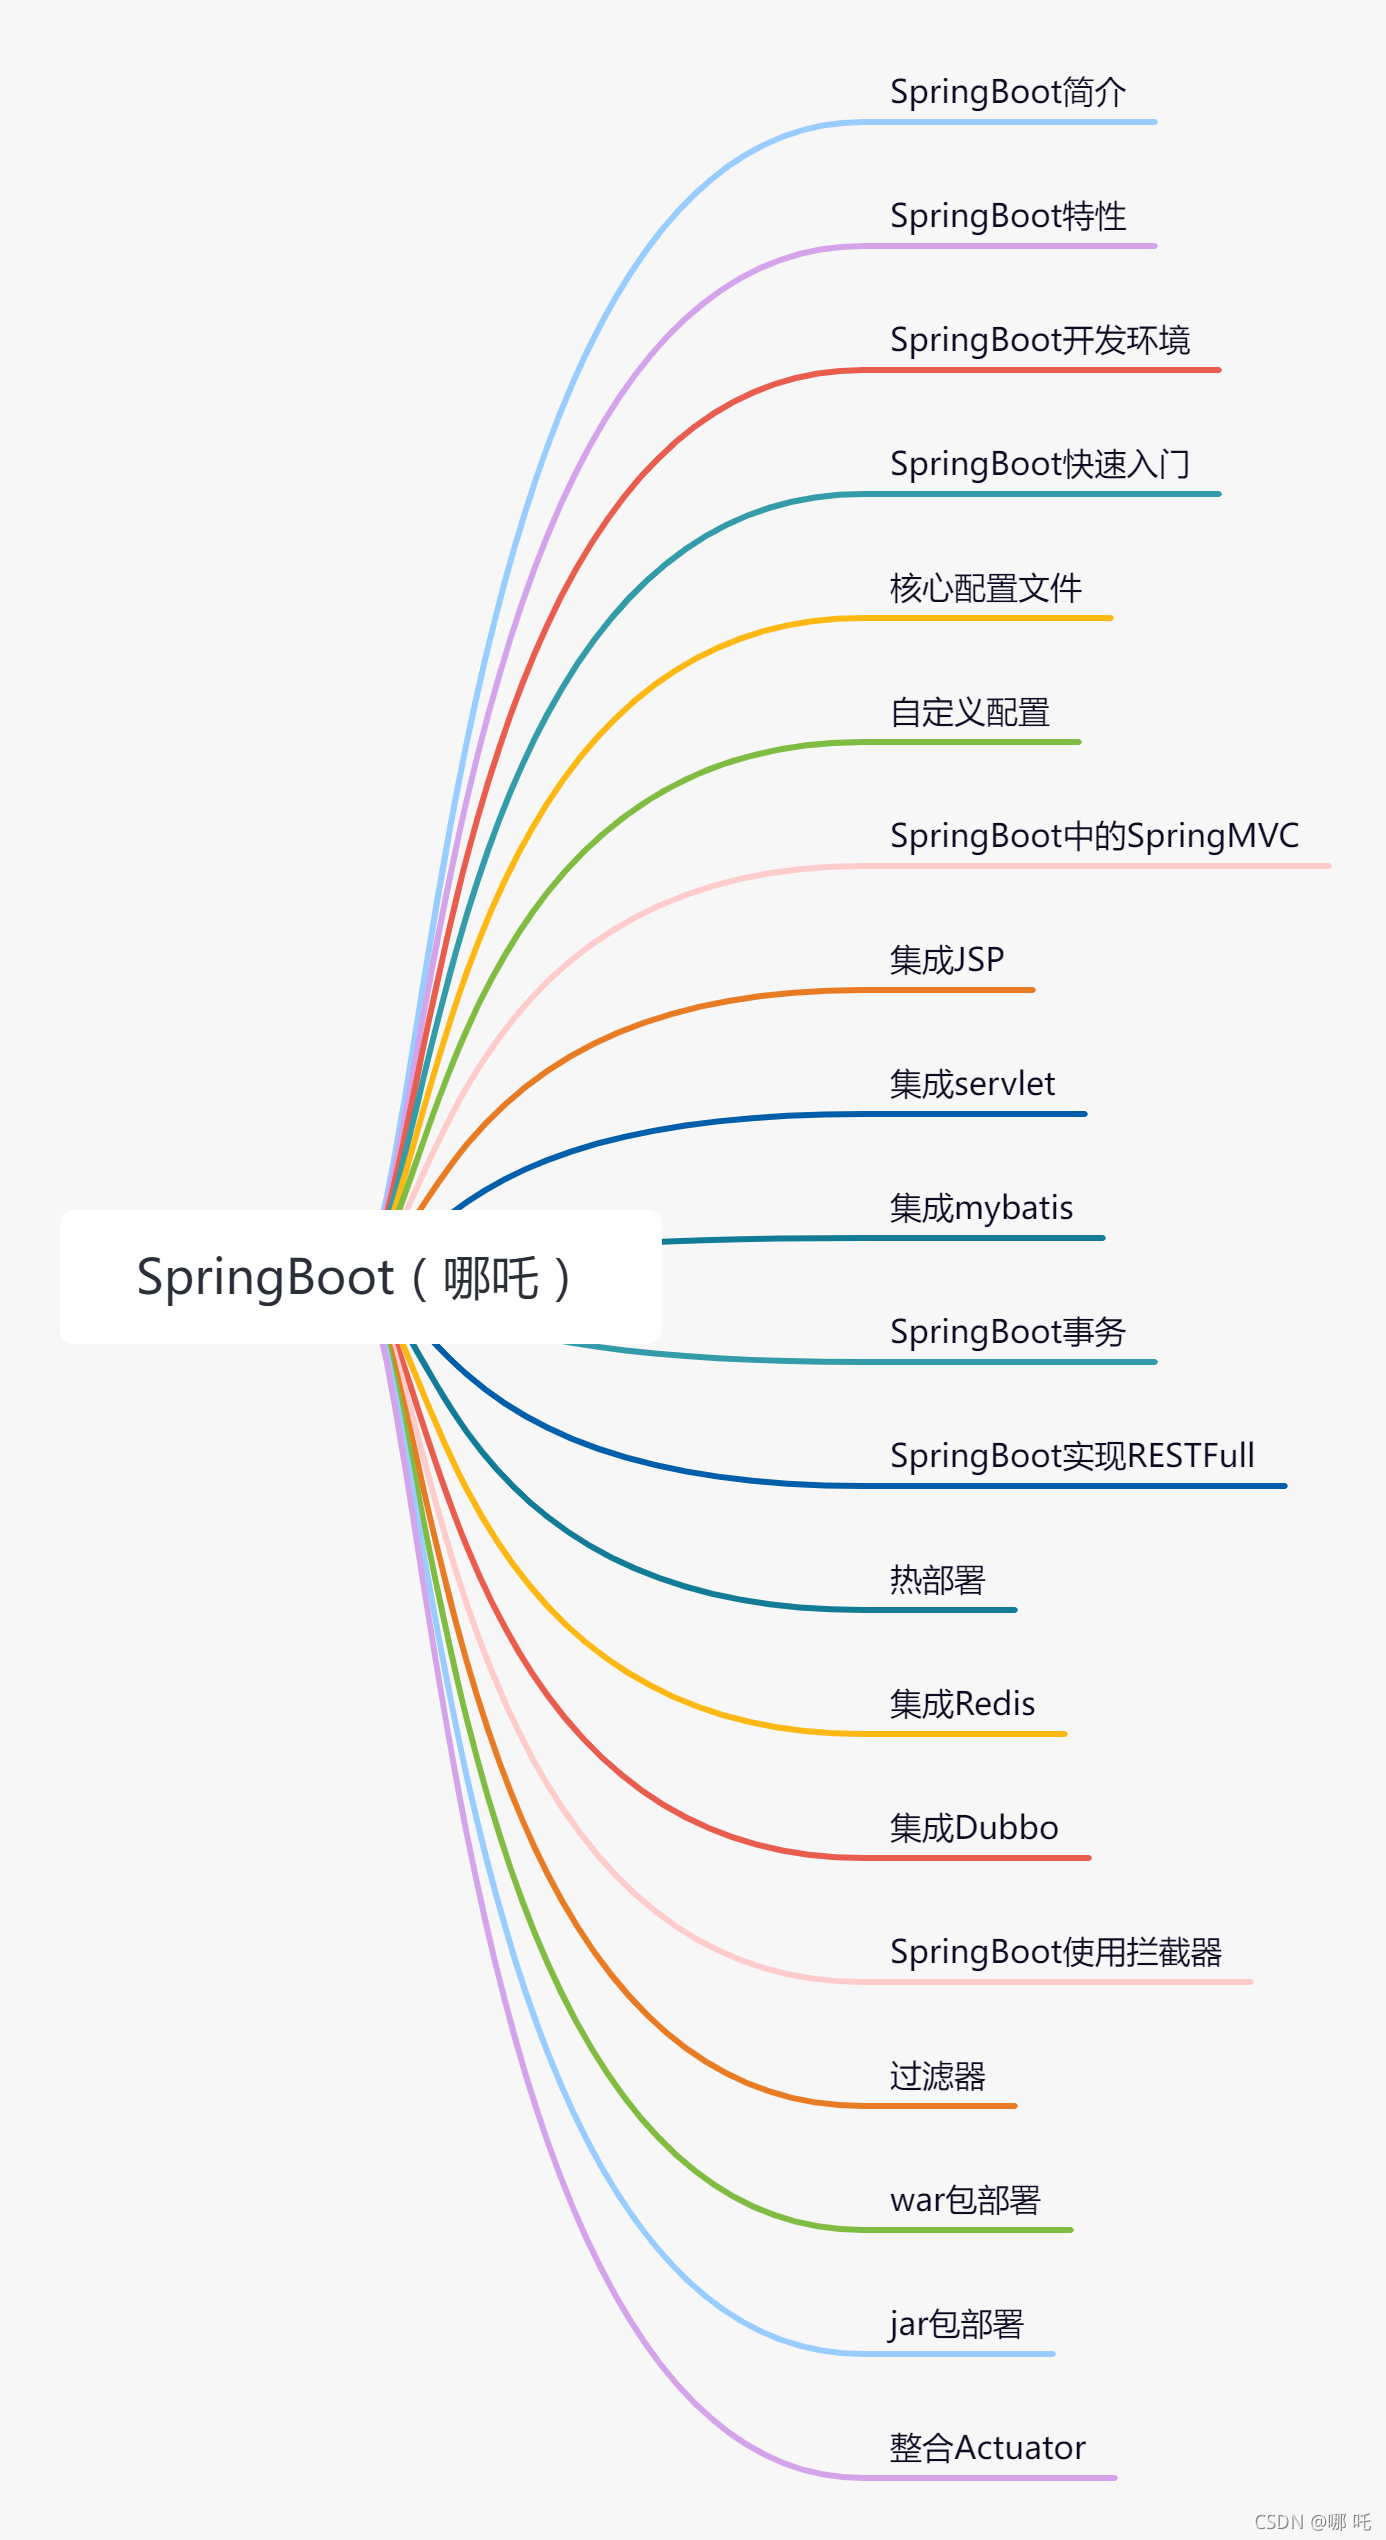 SpringBoot简介
SpringBoot特性
SpringBoot开发环境
SpringBoot快速入门
核心配置文件
自定义配置
SpringBoot中的SpringMVC
集成JSP
集成servlet
集成mybatis
SpringBoot（哪吒）
SpringBoot事务
SpringBoot实现RESTFull
热部署
集成Redis
集成Dubbo
SpringBoot使用拦截器
过滤器
war包部署
jar包部署
整合Actuator
CSDN @哪 吒